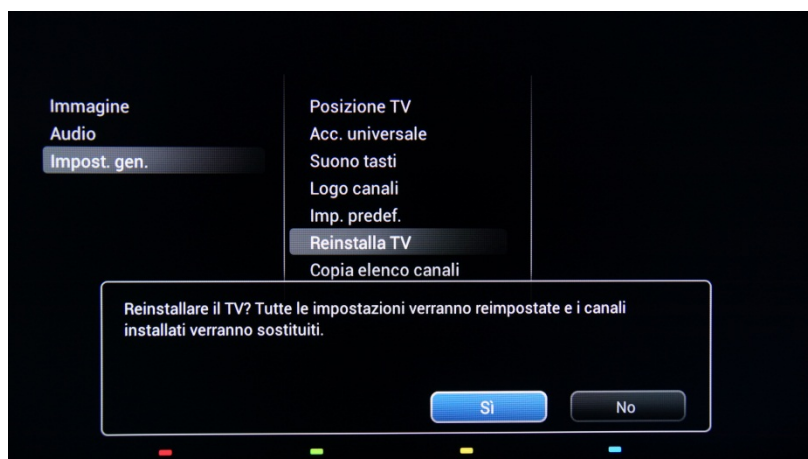 Immagine
Audio
Impost. gen.
Posizione TV
Acc. universale
Suono tasti
Logo canali
Imp. predef.
Reinstalla TV
Copia elenco canali
Reinstallare il TV? Tutte le impostazioni verranno reimpostate e i canali
installati verranno sostituiti.
Sì
No